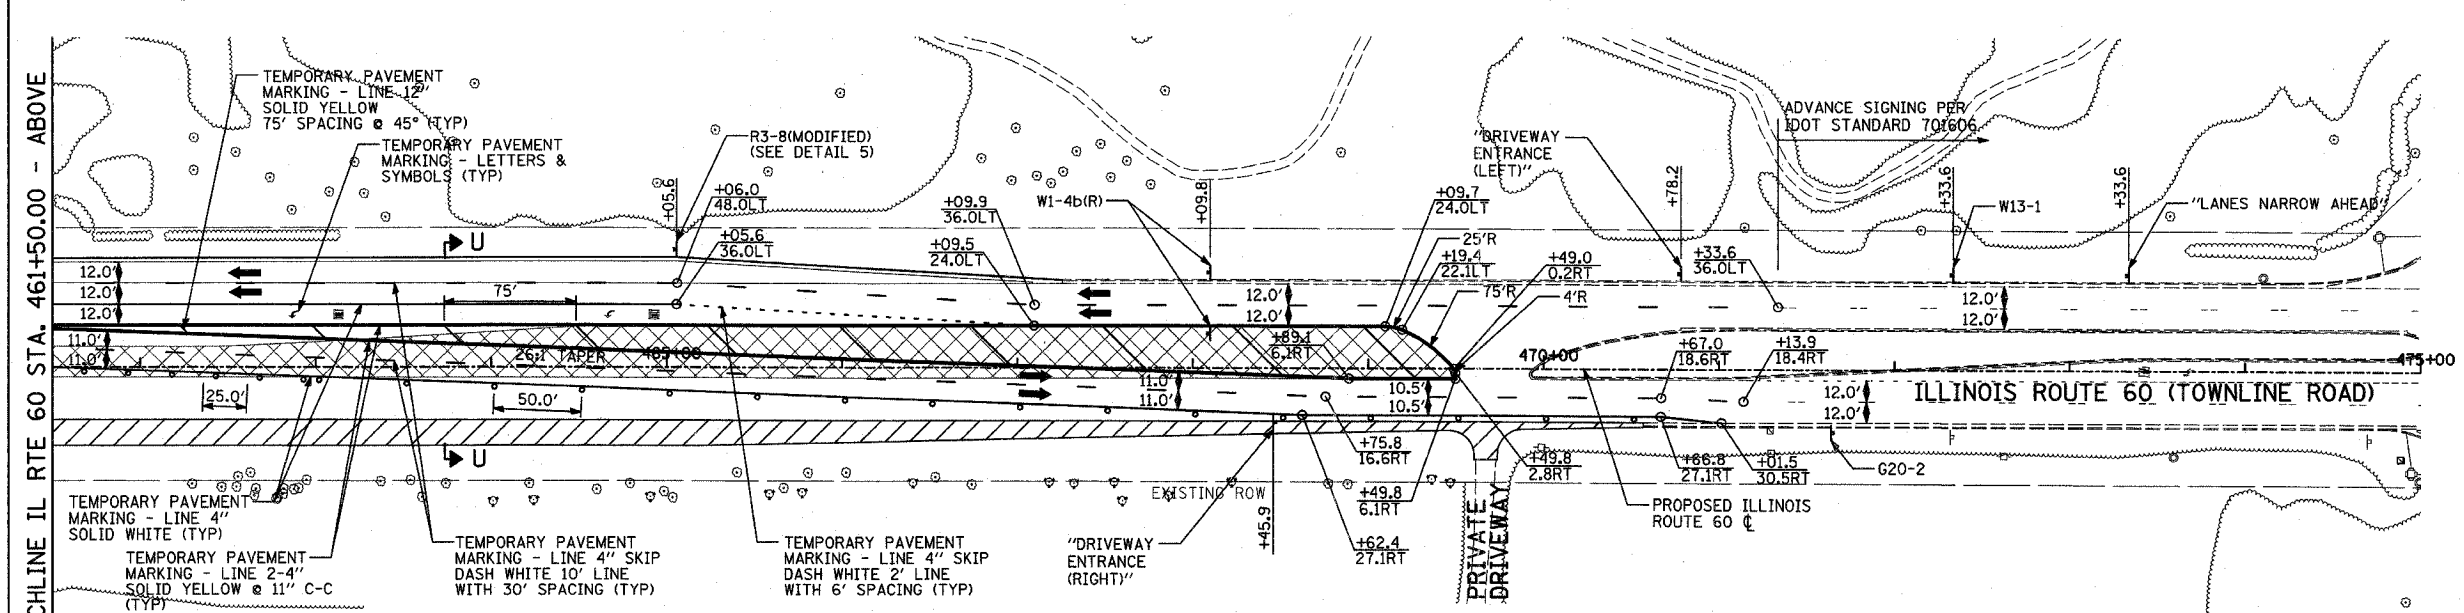 CHLINE IL RTE 60 STA. 461+50.00 - ABOVE
TEMPORARY PAVEMENT
MARKING - LINE 12"
SOLID YELLOW
75' SPACING @ 45° (TYP)
TEMPORARY PAVEMENT
MARKING - LETTERS &
SYMBOLS (TYP)
R3-8(MODIFIED)
(SEE DETAIL 5)
+05.6
+06.0
48.0LT
+05.6
36.0LT
+09.9
36.0LT
+09.5
24.0LT
W1-4b(R)
+09.8
+09.7
24.0LT
25'R
+19.4
22.1LT
75'R
+49.0
0.2RT
4'R
"DRIVEWAY
ENTRANCE
(LEFT)"
+78.2
ADVANCE SIGNING PER
IDOT STANDARD 701606
+33.6
36.0LT
+33.6
W13-1
+33.6
"LANES NARROW AHEAD"
U
12.0'
12.0'
12.0'
11.0'
11.0'
75'
26:1 TAPER
465+00
12.0'
12.0'
+89.1
6.1RT
11.0'
11.0'
10.5'
10.5'
470+00
+67.0
18.6RT
+13.9
18.4RT
12.0'
12.0'
12.0'
12.0'
475+00
ILLINOIS ROUTE 60 (TOWNLINE ROAD)
25.0'
50.0'
U
+75.8
16.6RT
+49.8
6.1RT
+62.4
27.1RT
+45.9
+49.8
2.8RT
+66.8
27.1RT
+01.5
30.5RT
G20-2
EXISTING ROW
PROPOSED ILLINOIS
ROUTE 60 ℄
PRIVATE
DRIVEWAY
"DRIVEWAY
ENTRANCE
(RIGHT)"
TEMPORARY PAVEMENT
MARKING - LINE 4"
SOLID WHITE (TYP)
TEMPORARY PAVEMENT
MARKING - LINE 2-4"
SOLID YELLOW @ 11" C-C
(TYP)
TEMPORARY PAVEMENT
MARKING - LINE 4" SKIP
DASH WHITE 10' LINE
WITH 30' SPACING (TYP)
TEMPORARY PAVEMENT
MARKING - LINE 4" SKIP
DASH WHITE 2' LINE
WITH 6' SPACING (TYP)